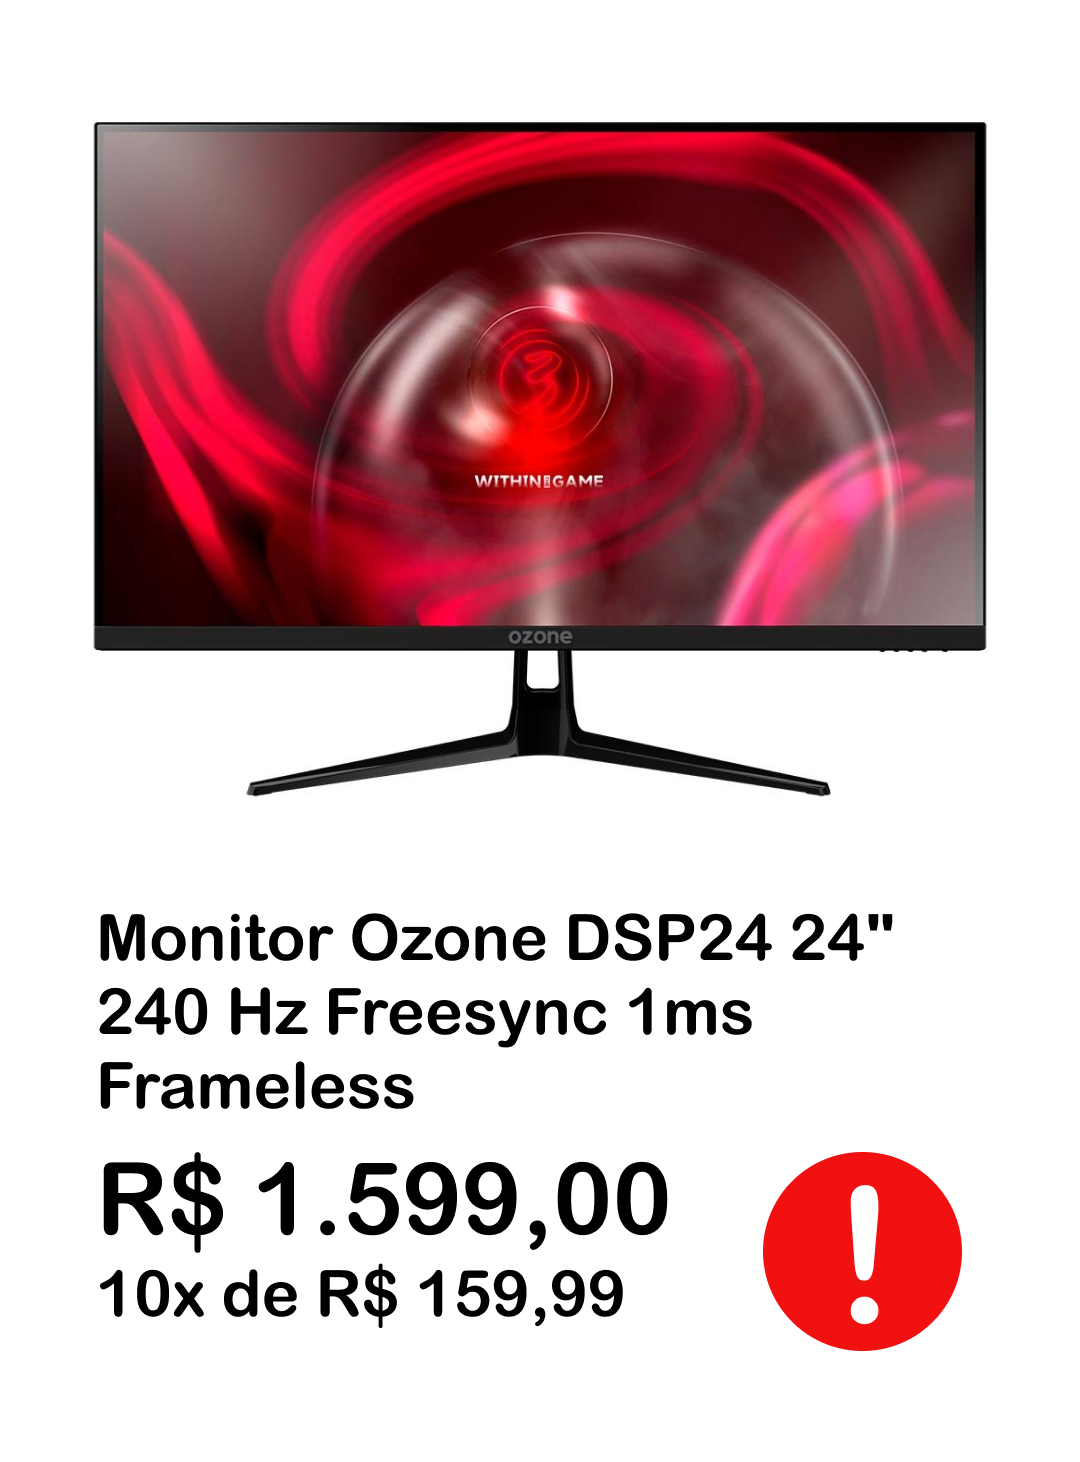 WITHIN THE GAME
ozone
Monitor Ozone DSP24 24"
240 Hz Freesync 1ms
Frameless
R$ 1.599,00
10x de R$ 159,99
!